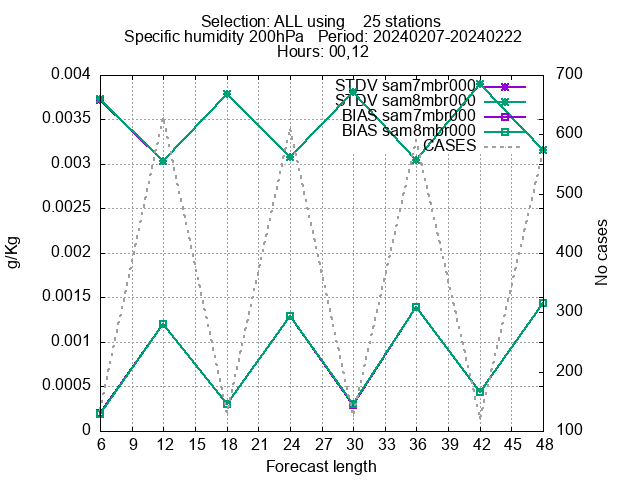 Selection: ALL using    25 stations
Specific humidity 200hPa   Period: 20240207-20240222
Hours: 00,12
0.004
0.0035
0.003
0.0025
0.002
0.0015
0.001
0.0005
0
g/Kg
STDV sam7mbr000
STDV sam8mbr000
BIAS sam7mbr000
BIAS sam8mbr000
CASES
700
600
500
400
300
200
100
No cases
6 9 12 15 18 21 24 27 30 33 36 39 42 45 48
Forecast length